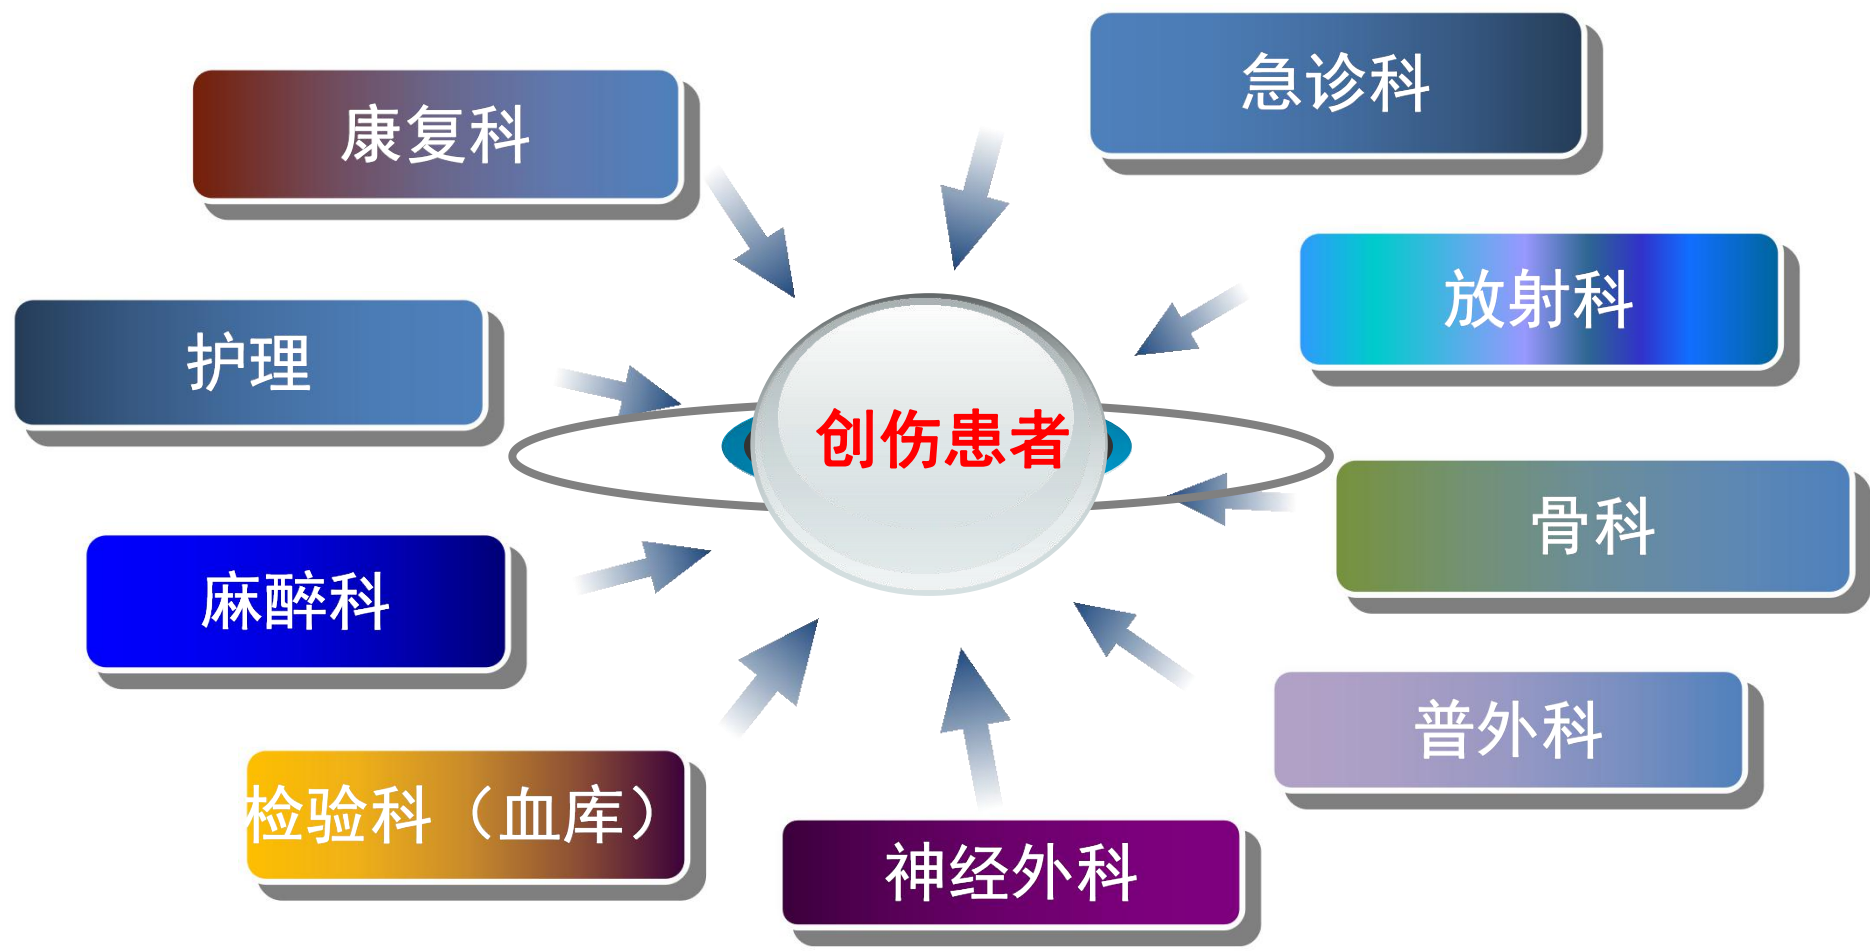 急诊科
康复科
放射科
护理
创伤患者
骨科
麻醉科
普外科
检验科（血库）
神经外科